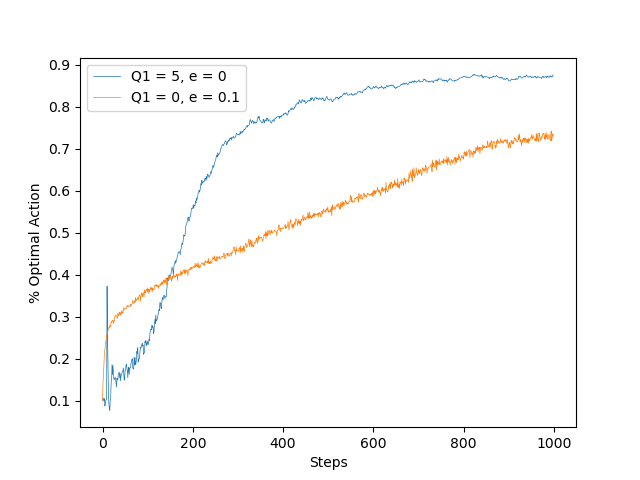 Q1 = 5, e = 0
Q1 = 0, e = 0.1
% Optimal Action
0.9
0.8
0.7
0.6
0.5
0.4
0.3
0.2
0.1
0 200 400 600 800 1000
Steps